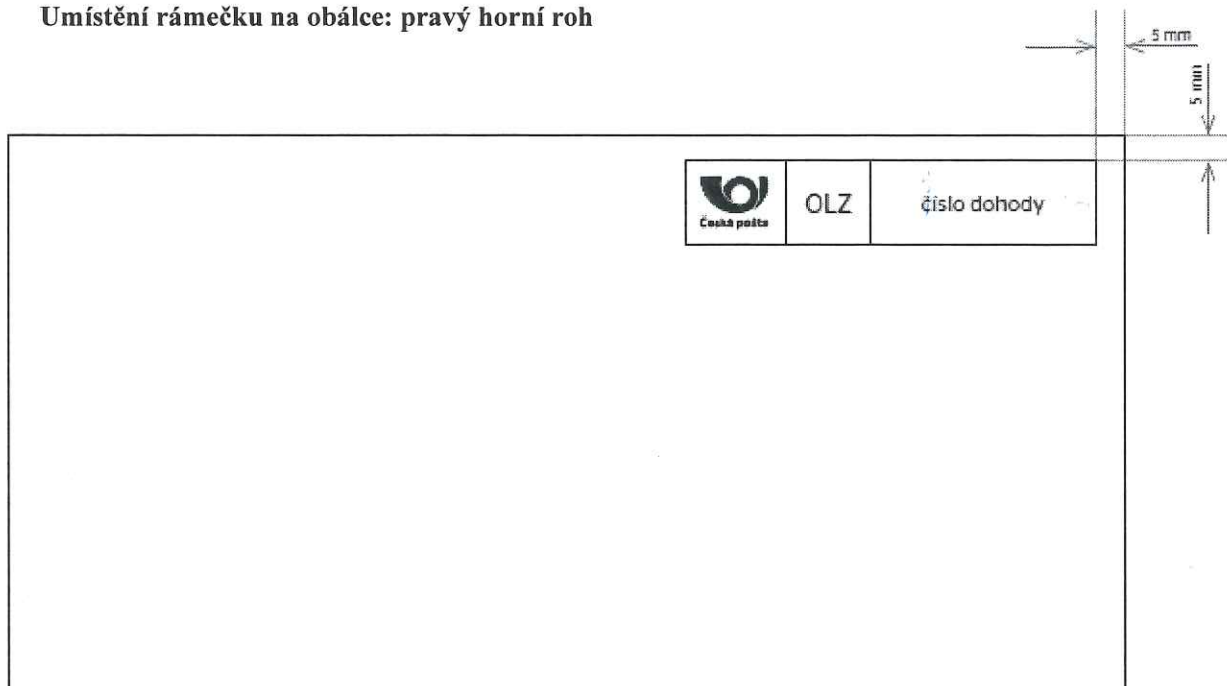 Umístění rámečku na obálce: pravý horní roh
5 mm
5 mm
Česká pošta
OLZ
číslo dohody